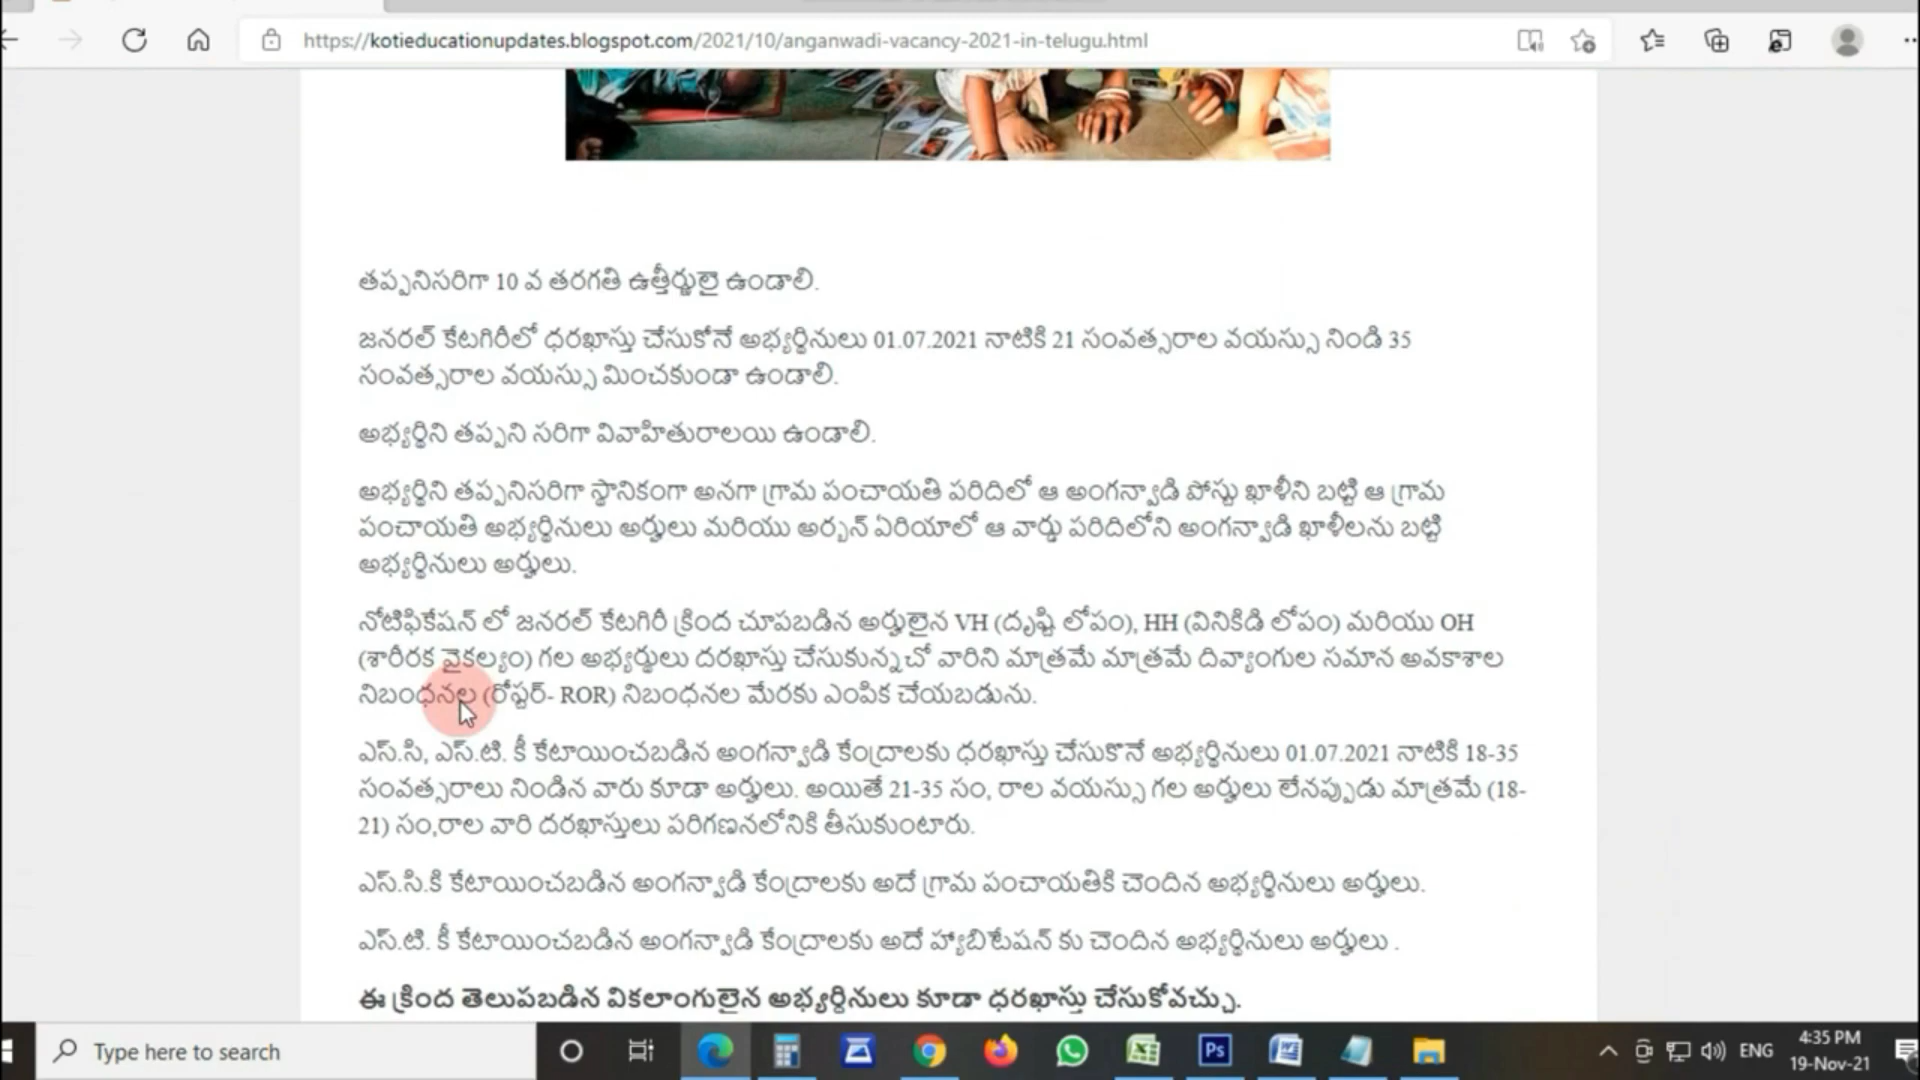 https://kotieducationupdates.blogspot.com/2021/10/anganwadi-vacancy-2021-in-telugu.html
తప్పనిసరిగా 10 వ తరగతి ఉత్తీర్ణులై ఉండాలి.
జనరల్ కేటగిరీలో ధరఖాస్తు చేసుకోనే అభ్యర్థినులు 01.07.2021 నాటికి 21 సంవత్సరాల వయస్సు నిండి 35
సంవత్సరాల వయస్సు మించకుండా ఉండాలి.
అభ్యర్థిని తప్పని సరిగా వివాహితురాలయి ఉండాలి.
అభ్యర్థిని తప్పనిసరిగా స్థానికంగా అనగా గ్రామ పంచాయతి పరిదిలో ఆ అంగన్వాడి పోస్టు ఖాళీని బట్టి ఆ గ్రామ
పంచాయతి అభ్యర్థినులు అర్హులు మరియు అర్బన్ ఏరియాలో ఆ వార్డు పరిదిలోని అంగన్వాడి ఖాళీలను బట్టి
అభ్యర్థినులు అర్హులు.
నోటిఫికేషన్ లో జనరల్ కేటగిరీ క్రింద చూపబడిన అర్హులైన VH (దృష్టి లోపం), HH (వినికిడి లోపం) మరియు OH
(శారీరక వైకల్యం) గల అభ్యర్థులు దరఖాస్తు చేసుకున్నచో వారిని మాత్రమే మాత్రమే దివ్యాంగుల సమాన అవకాశాల
నిబంధనల (రోస్టర్- ROR) నిబంధనల మేరకు ఎంపిక చేయబడును.
ఎస్.సి, ఎస్.టి. కీ కేటాయించబడిన అంగన్వాడి కేంద్రాలకు ధరఖాస్తు చేసుకొనే అభ్యర్థినులు 01.07.2021 నాటికి 18-35
సంవత్సరాలు నిండిన వారు కూడా అర్హులు. అయితే 21-35 సం, రాల వయస్సు గల అర్హులు లేనప్పుడు మాత్రమే (18-
21) సం,రాల వారి దరఖాస్తులు పరిగణనలోనికి తీసుకుంటారు.
ఎస్.సి.కి కేటాయించబడిన అంగన్వాడి కేంద్రాలకు అదే గ్రామ పంచాయతికి చెందిన అభ్యర్థినులు అర్హులు.
ఎస్.టి. కీ కేటాయించబడిన అంగన్వాడి కేంద్రాలకు అదే హ్యాబిటేషన్ కు చెందిన అభ్యర్థినులు అర్హులు .
ఈ క్రింద తెలుపబడిన వికలాంగులైన అభ్యర్థినులు కూడా ధరఖాస్తు చేసుకోవచ్చు.
Type here to search
Ps
ENG
4:35 PM
19-Nov-21